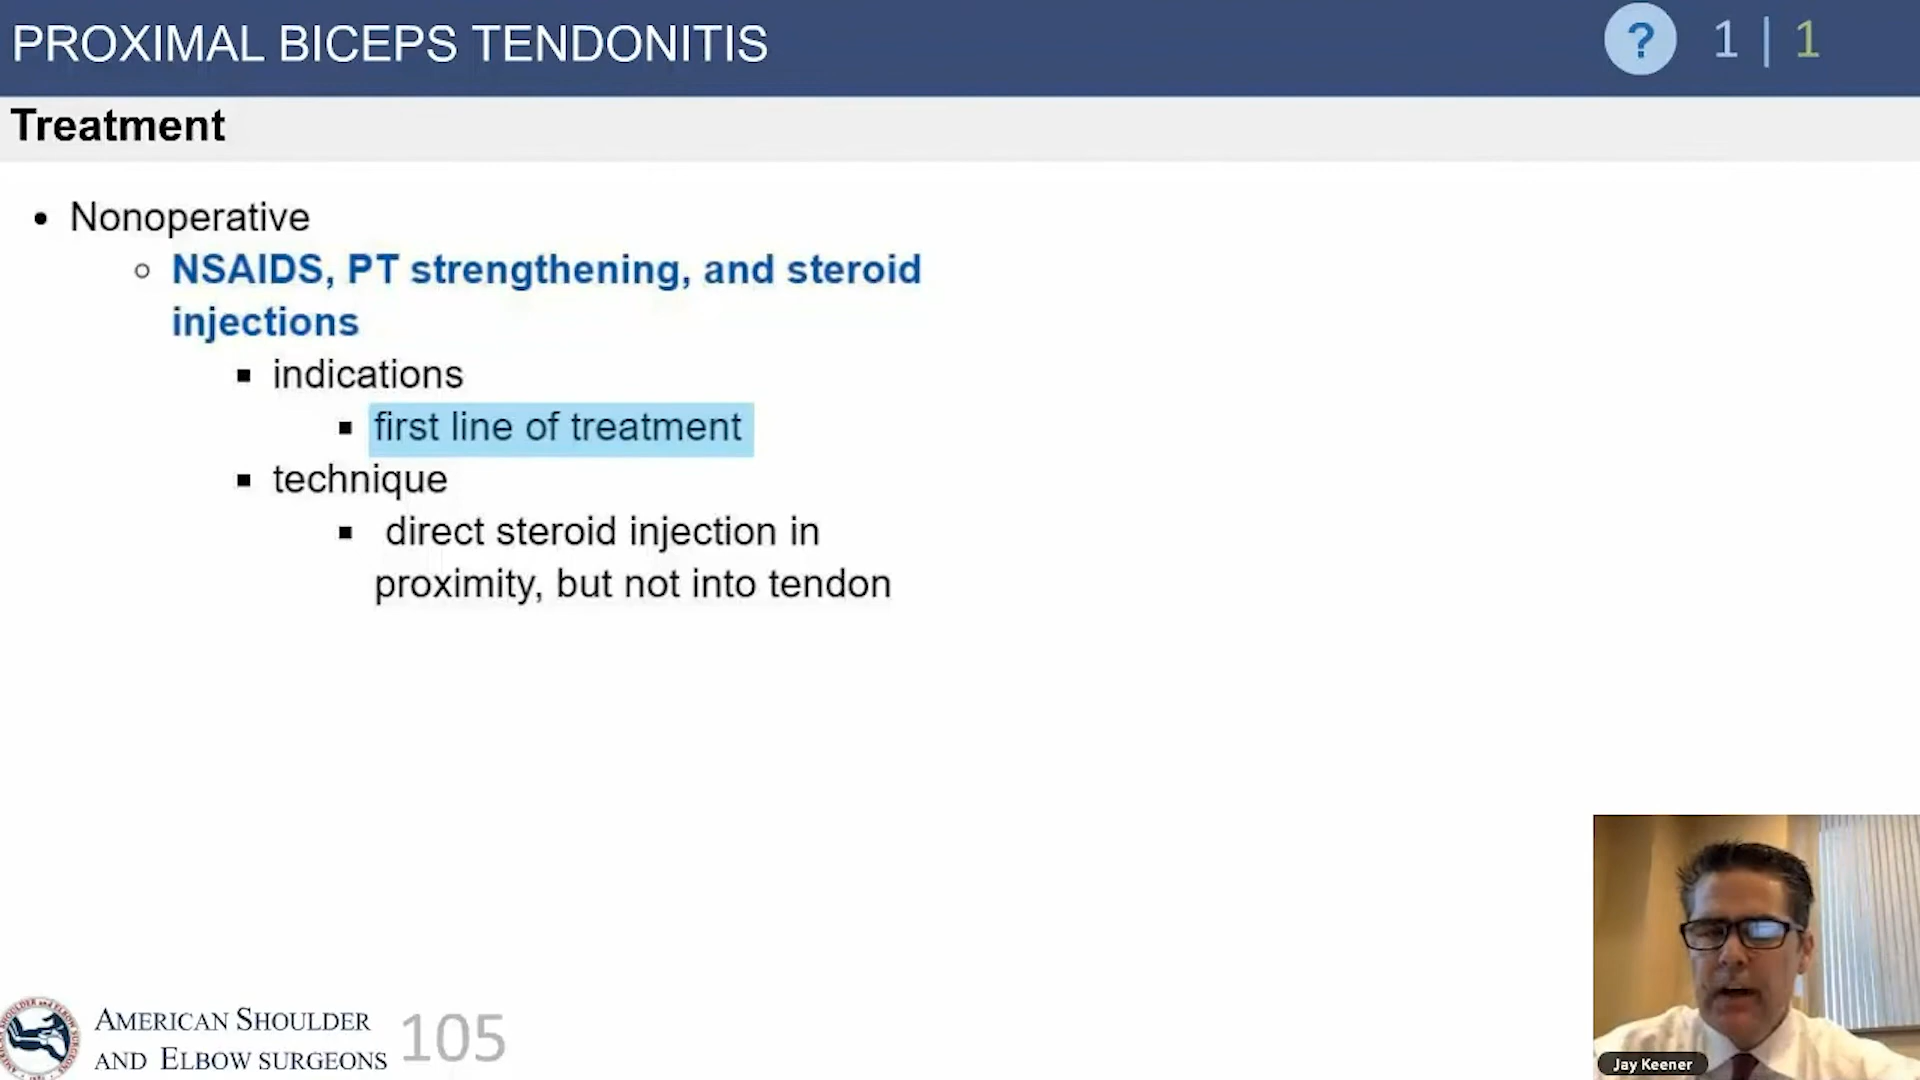 PROXIMAL BICEPS TENDONITIS
? 1 | 1
Treatment
Nonoperative
NSAIDS, PT strengthening, and steroid
injections
indications
first line of treatment
technique
direct steroid injection in
proximity, but not into tendon
AMERICAN SHOULDER
AND ELBOW SURGEONS
105
Jay Keener